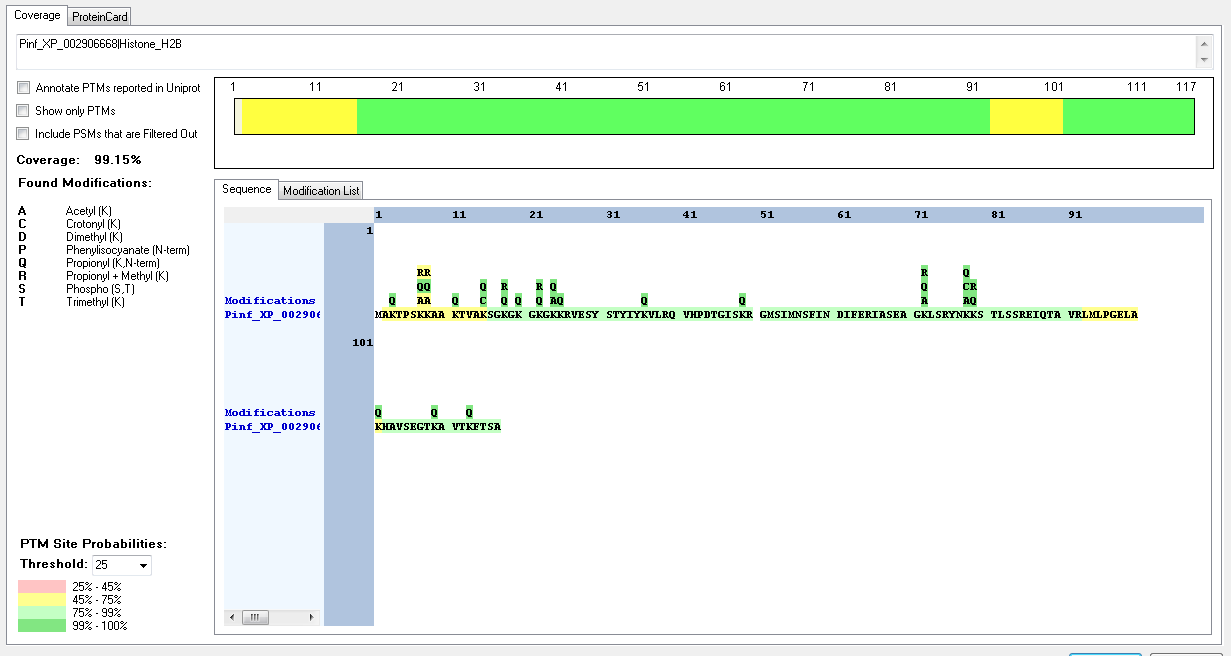 Coverage ProteinCard
Pinf_XP_002906668|Histone_H2B
Annotate PTMs reported in Uniprot
Show only PTMs
Include PSMs that are Filtered Out
Coverage: 99.15%
1 11 21 31 41 51 61 71 81 91 101 111 117
Found Modifications:
A Acetyl (K)
C Crotonyl (K)
D Dimethyl (K)
P Phenylisocyanate (N-term)
Q Propionyl (K,N-term)
R Propionyl + Methyl (K)
S Phospho (S,T)
T Trimethyl (K)
Sequence Modification List
1 11 21 31 41 51 61 71 81 91
1
RR R Q
QQ Q R R Q Q CR
Modifications Q AA Q C Q Q Q AQ Q Q A AQ
Pinf_XP_002906 MAKTPSKKAA KTVAKSGKGK GKGKKRVESY STYIYKVLRQ VHPDTGISKR GMSIMNSFIN DIFERIASEA GKLSRYNKKS TLSSREIQTA VRLMLPGELA
101
Modifications Q Q Q
Pinf_XP_002906 KHAVSEGTKA VTKFTSA
PTM Site Probabilities:
Threshold: 25
25% - 45%
45% - 75%
75% - 99%
99% - 100%